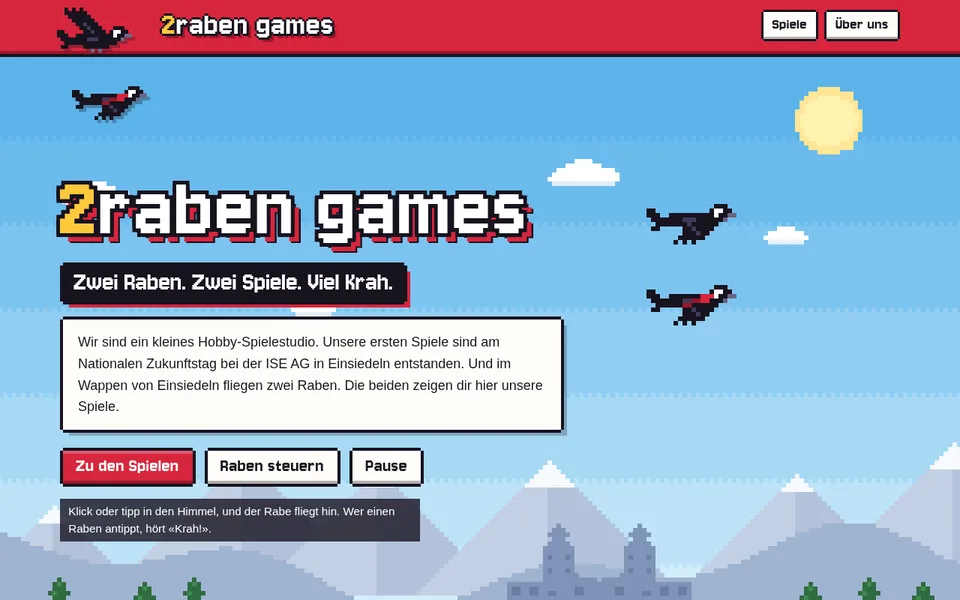 2raben games
Spiele
Über uns
2raben games
Zwei Raben. Zwei Spiele. Viel Krah.
Wir sind ein kleines Hobby-Spielestudio. Unsere ersten Spiele sind am
Nationalen Zukunftstag bei der ISE AG in Einsiedeln entstanden. Und im
Wappen von Einsiedeln fliegen zwei Raben. Die beiden zeigen dir hier unsere
Spiele.
Zu den Spielen
Raben steuern
Pause
Klick oder tipp in den Himmel, und der Rabe fliegt hin. Wer einen
Raben antippt, hört «Krah!».